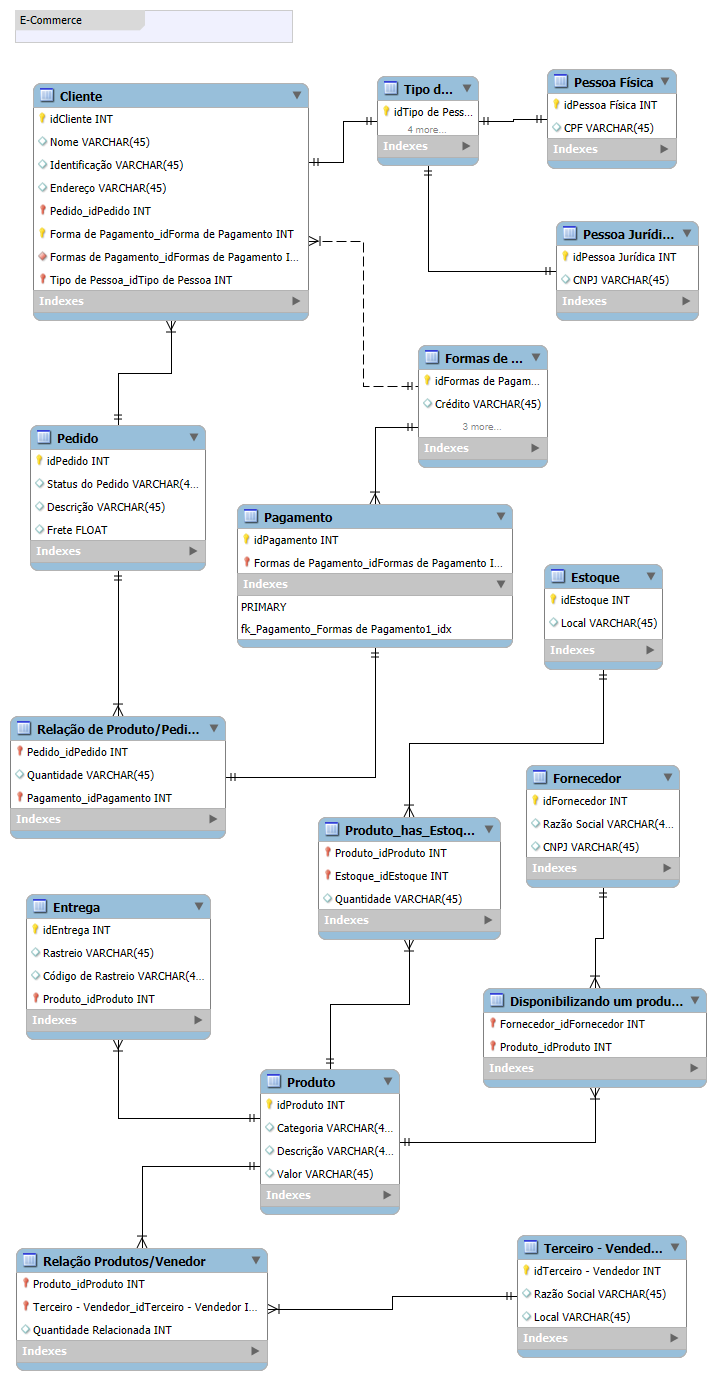 E-Commerce
Cliente
idCliente INT
Nome VARCHAR(45)
Identificação VARCHAR(45)
Endereço VARCHAR(45)
Pedido_idPedido INT
Forma de Pagamento_idForma de Pagamento INT
Formas de Pagamento_idFormas de Pagamento I...
Tipo de Pessoa_idTipo de Pessoa INT
Indexes
Tipo d...
idTipo de Pess...
4 more...
Indexes
Pessoa Física
idPessoa Física INT
CPF VARCHAR(45)
Indexes
Pessoa Jurídi...
idPessoa Jurídica INT
CNPJ VARCHAR(45)
Indexes
Formas de ...
idFormas de Pagam...
Crédito VARCHAR(45)
3 more...
Indexes
Pedido
idPedido INT
Status do Pedido VARCHAR(4...
Descrição VARCHAR(45)
Frete FLOAT
Indexes
Pagamento
idPagamento INT
Formas de Pagamento_idFormas de Pagamento I...
Indexes
PRIMARY
fk_Pagamento_Formas de Pagamento1_idx
Estoque
idEstoque INT
Local VARCHAR(45)
Indexes
Relação de Produto/Pedi...
Pedido_idPedido INT
Quantidade VARCHAR(45)
Pagamento_idPagamento INT
Indexes
Fornecedor
idFornecedor INT
Razão Social VARCHAR(4...
CNPJ VARCHAR(45)
Indexes
Produto_has_Estoq...
Produto_idProduto INT
Estoque_idEstoque INT
Quantidade VARCHAR(45)
Indexes
Entrega
idEntrega INT
Rastreio VARCHAR(45)
Código de Rastreio VARCHAR(4...
Produto_idProduto INT
Indexes
Disponibilizando um produ...
Fornecedor_idFornecedor INT
Produto_idProduto INT
Indexes
Produto
idProduto INT
Categoria VARCHAR(4...
Descrição VARCHAR(4...
Valor VARCHAR(45)
Indexes
Relação Produtos/Venedor
Produto_idProduto INT
Terceiro - Vendedor_idTerceiro - Vendedor I...
Quantidade Relacionada INT
Indexes
Terceiro - Vended...
idTerceiro - Vendedor INT
Razão Social VARCHAR(45)
Local VARCHAR(45)
Indexes